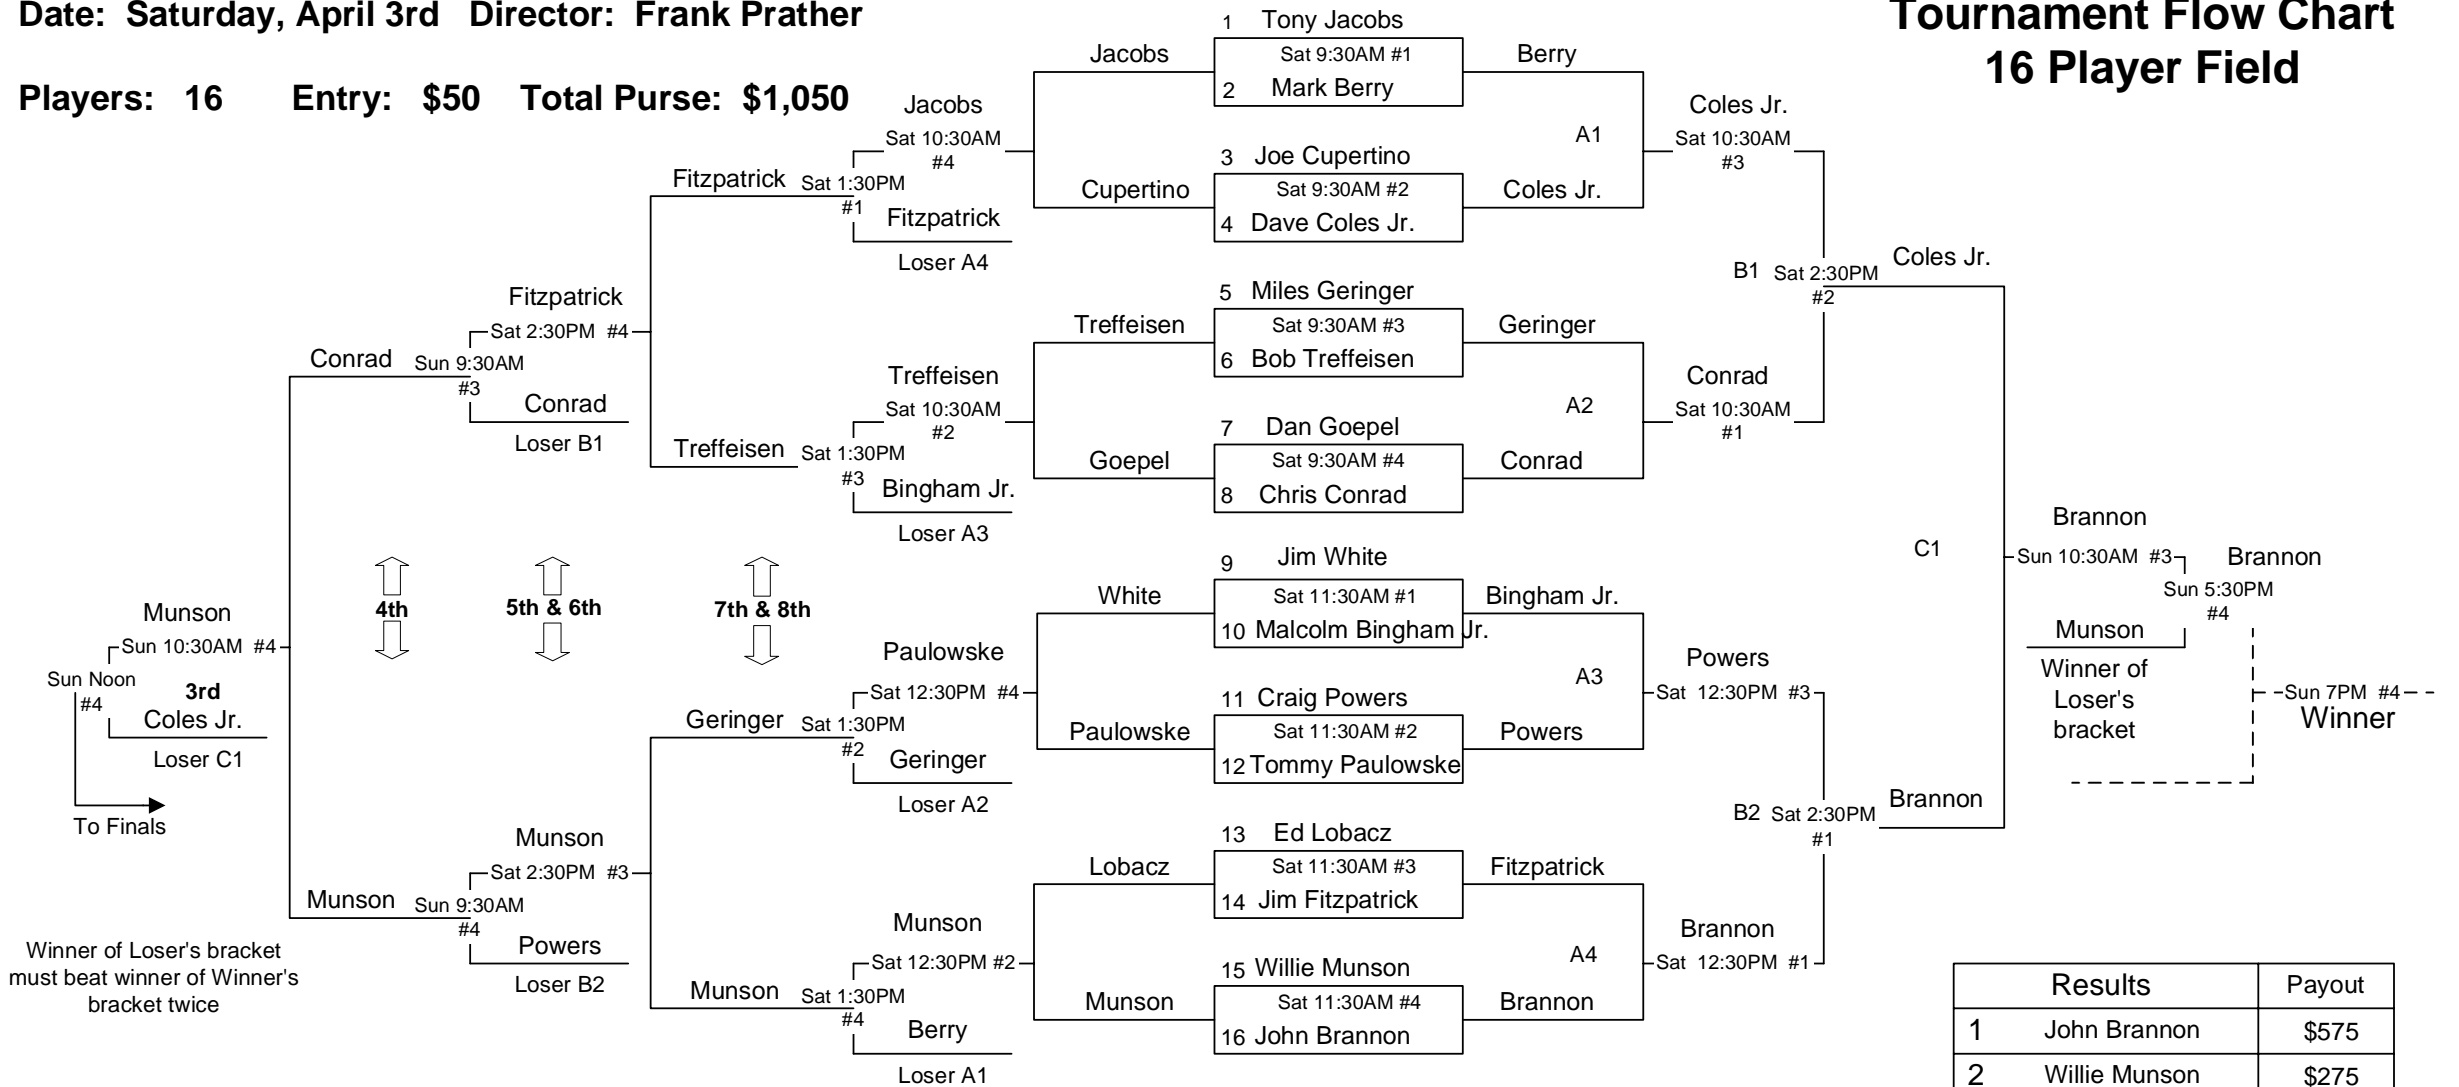 Date: Saturday, April 3rd Director: Frank Prather
Players: 16 Entry: $50 Total Purse: $1,050
Tournament Flow Chart
16 Player Field
1 Tony Jacobs
Sat 9:30AM #1
2 Mark Berry
3 Joe Cupertino
Sat 9:30AM #2
4 Dave Coles Jr.
5 Miles Geringer
Sat 9:30AM #3
6 Bob Treffeisen
7 Dan Goepel
Sat 9:30AM #4
8 Chris Conrad
9 Jim White
Sat 11:30AM #1
10 Malcolm Bingham Jr.
11 Craig Powers
Sat 11:30AM #2
12 Tommy Paulowske
13 Ed Lobacz
Sat 11:30AM #3
14 Jim Fitzpatrick
15 Willie Munson
Sat 11:30AM #4
16 John Brannon
Berry
A1
Coles Jr.
Geringer
A2
Conrad
Bingham Jr.
A3
Powers
Fitzpatrick
A4
Brannon
Coles Jr.
Sat 10:30AM
#3
B1 Sat 2:30PM
#2
Conrad
Sat 10:30AM
#1
Powers
Sat 12:30PM #3
B2 Sat 2:30PM
#1
Brannon
Sat 12:30PM #1
Coles Jr.
C1
Brannon
Brannon
Sun 10:30AM #3
Munson
Winner of
Loser's
bracket
Brannon
Sun 5:30PM
#4
Sun 7PM #4
Winner
Jacobs
Cupertino
Treffeisen
Goepel
White
Paulowske
Lobacz
Munson
Jacobs
Sat 10:30AM
#4
Sat 1:30PM
#1
Fitzpatrick
Loser A4
Treffeisen
Sat 10:30AM
#2
Sat 1:30PM
#3
Bingham Jr.
Loser A3
Paulowske
Sat 12:30PM #4
Sat 1:30PM
#2
Geringer
Loser A2
Munson
Sat 12:30PM #2
Sat 1:30PM
#4
Berry
Loser A1
Fitzpatrick
Treffeisen
7th & 8th
Geringer
Munson
Fitzpatrick
Sat 2:30PM #4
Sun 9:30AM
#3
Conrad
Loser B1
5th & 6th
Munson
Sat 2:30PM #3
Sun 9:30AM
#4
Powers
Loser B2
Conrad
4th
Munson
Munson
Sun 10:30AM #4
Sun Noon
#4
3rd
Coles Jr.
Loser C1
To Finals
Winner of Loser's bracket
must beat winner of Winner's
bracket twice
Results Payout
1 John Brannon $575
2 Willie Munson $275